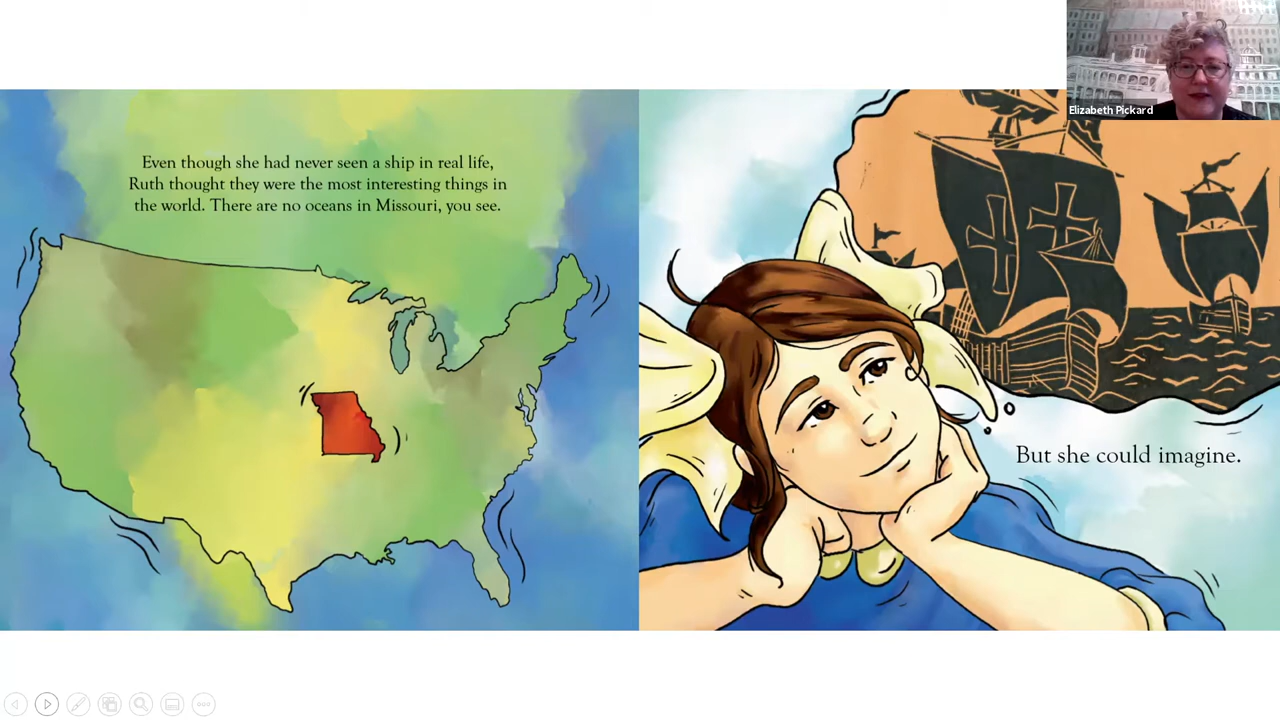 Elizabeth Pickard
Even though she had never seen a ship in real life,
Ruth thought they were the most interesting things in
the world. There are no oceans in Missouri, you see.
But she could imagine.